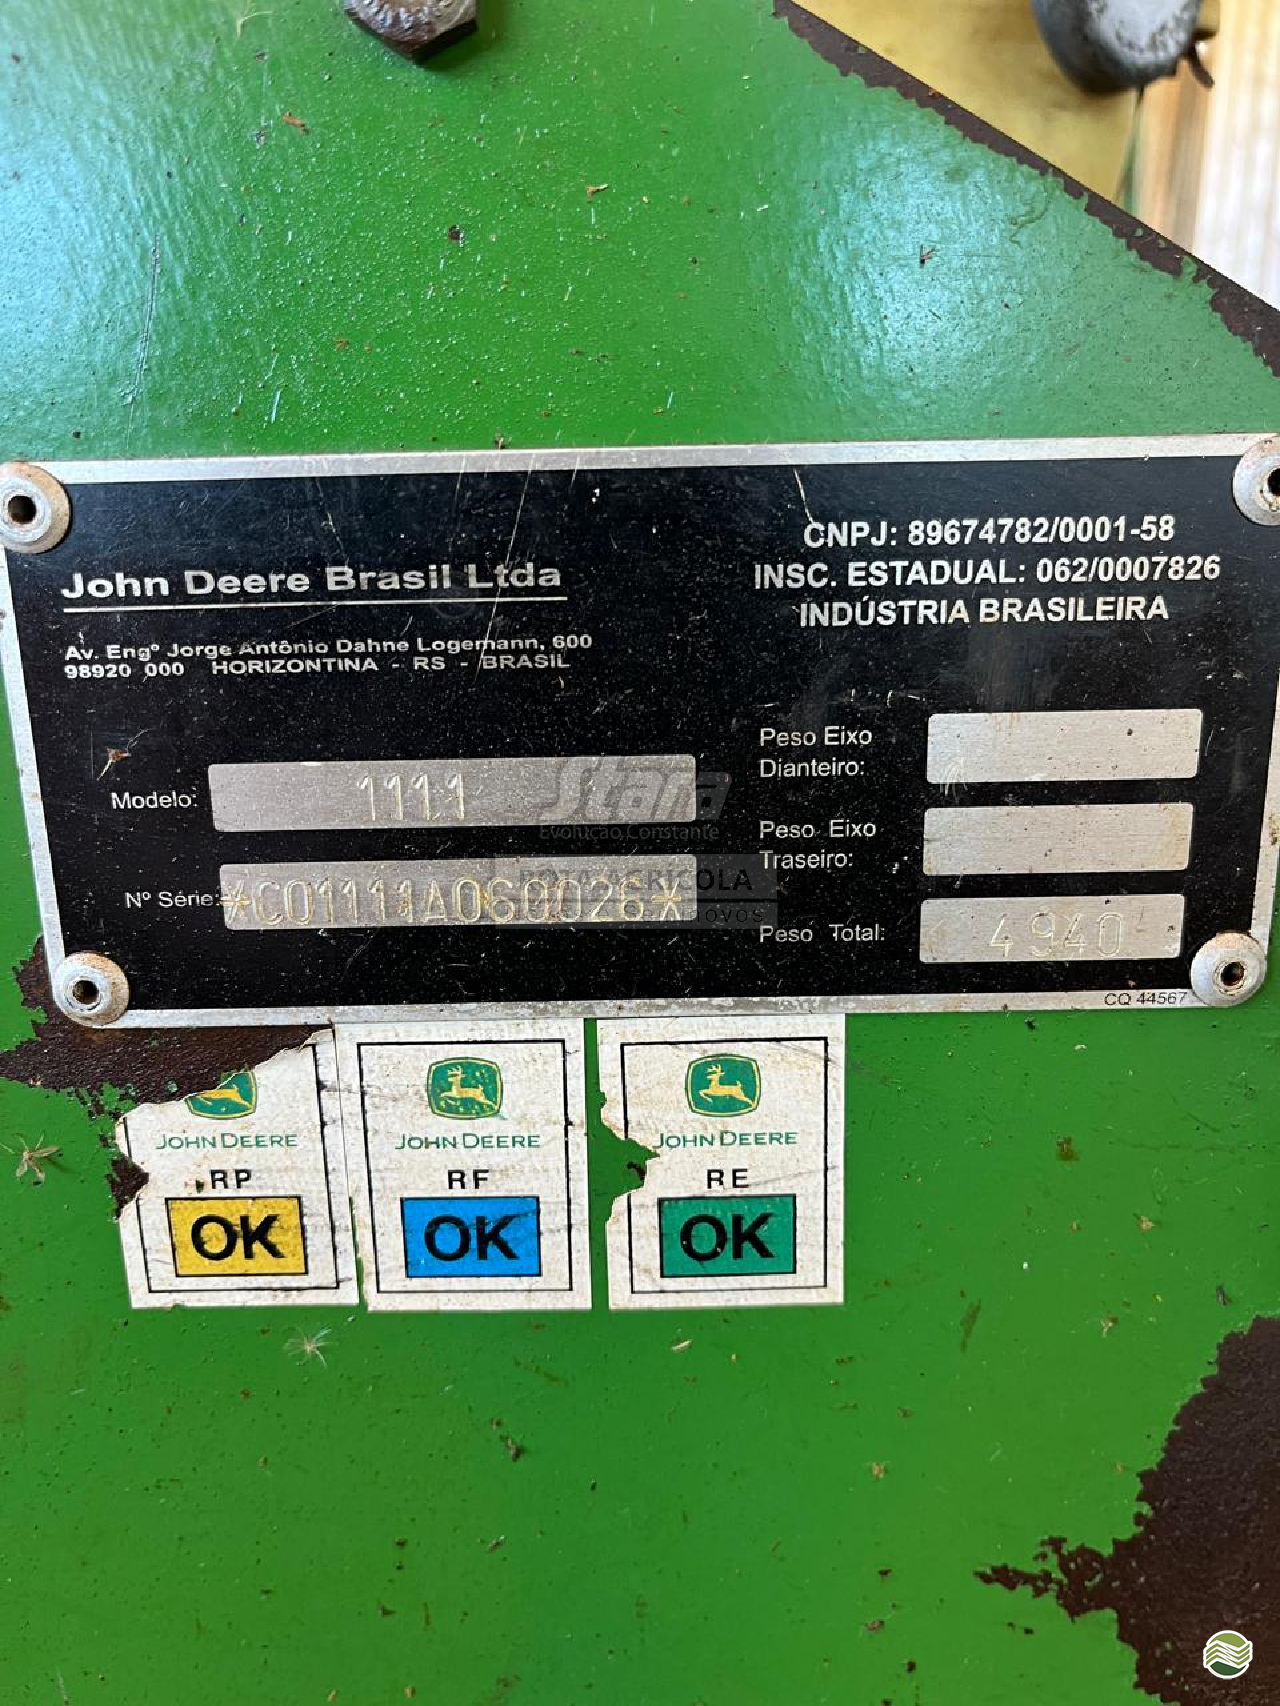 John Deere Brasil Ltda
Av. Engº Jorge Antônio Dahne Logemann, 600
98920 000 HORIZONTINA - RS - BRASIL
CNPJ: 89674782/0001-58
INSC. ESTADUAL: 062/0007826
INDÚSTRIA BRASILEIRA
Modelo: 1111
Nº Série: *CO1111A060026*
Peso Eixo
Dianteiro:
Peso Eixo
Traseiro:
Peso Total: 4940
CQ 44567
Stara
Evolução Constante
ROTA AGRICOLA
JOHN DEERE
RP
OK
JOHN DEERE
RF
OK
JOHN DEERE
RE
OK